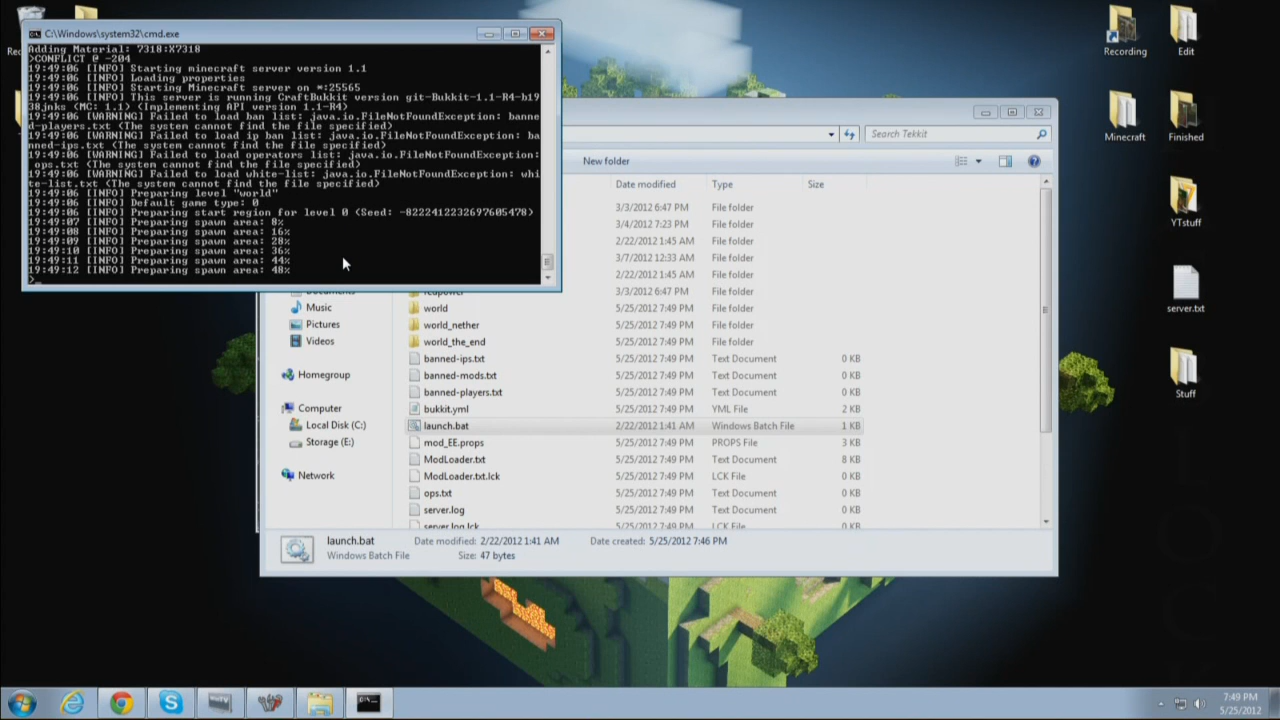 C:\Windows\system32\cmd.exe
Adding Material: 7318:X7318
>CONFLICT @ -204
19:49:06 [INFO] Starting minecraft server version 1.1
19:49:06 [INFO] Loading properties
19:49:06 [INFO] Starting Minecraft server on *:25565
19:49:06 [INFO] This server is running CraftBukkit version git-Bukkit-1.1-R4-b19
38jnks (MC: 1.1) (Implementing API version 1.1-R4)
19:49:06 [WARNING] Failed to load ban list: java.io.FileNotFoundException: banne
d-players.txt (The system cannot find the file specified)
19:49:06 [WARNING] Failed to load ip ban list: java.io.FileNotFoundException: ba
nned-ips.txt (The system cannot find the file specified)
19:49:06 [WARNING] Failed to load operators list: java.io.FileNotFoundException:
ops.txt (The system cannot find the file specified)
19:49:06 [WARNING] Failed to load white-list: java.io.FileNotFoundException: whi
te-list.txt (The system cannot find the file specified)
19:49:06 [INFO] Preparing level "world"
19:49:06 [INFO] Default game type: 0
19:49:06 [INFO] Preparing start region for level 0 (Seed: -8222412232697605478)
19:49:07 [INFO] Preparing spawn area: 8%
19:49:08 [INFO] Preparing spawn area: 16%
19:49:09 [INFO] Preparing spawn area: 28%
19:49:10 [INFO] Preparing spawn area: 36%
19:49:11 [INFO] Preparing spawn area: 44%
19:49:12 [INFO] Preparing spawn area: 48%
>_
Search Tekkit
New folder
Date modified Type Size
3/3/2012 6:47 PM File folder
3/4/2012 7:23 PM File folder
2/22/2012 1:45 AM File folder
3/7/2012 12:33 AM File folder
2/22/2012 1:45 AM File folder
redpower 3/3/2012 6:47 PM File folder
world 5/25/2012 7:49 PM File folder
world_nether 5/25/2012 7:49 PM File folder
world_the_end 5/25/2012 7:49 PM File folder
banned-ips.txt 5/25/2012 7:49 PM Text Document 0 KB
banned-mods.txt 5/25/2012 7:49 PM Text Document 0 KB
banned-players.txt 5/25/2012 7:49 PM Text Document 0 KB
bukkit.yml 5/25/2012 7:49 PM YML File 2 KB
launch.bat 2/22/2012 1:41 AM Windows Batch File 1 KB
mod_EE.props 5/25/2012 7:49 PM PROPS File 3 KB
ModLoader.txt 5/25/2012 7:49 PM Text Document 8 KB
ModLoader.txt.lck 5/25/2012 7:49 PM LCK File 0 KB
ops.txt 5/25/2012 7:49 PM Text Document 0 KB
server.log 5/25/2012 7:49 PM Text Document 0 KB
server.log.lck 5/25/2012 7:49 PM LCK File 0 KB
Documents
Music
Pictures
Videos
Homegroup
Computer
Local Disk (C:)
Storage (E:)
Network
launch.bat Date modified: 2/22/2012 1:41 AM Date created: 5/25/2012 7:46 PM
Windows Batch File Size: 47 bytes
Recording
Edit
Minecraft
Finished
YTstuff
server.txt
Stuff
7:49 PM
5/25/2012